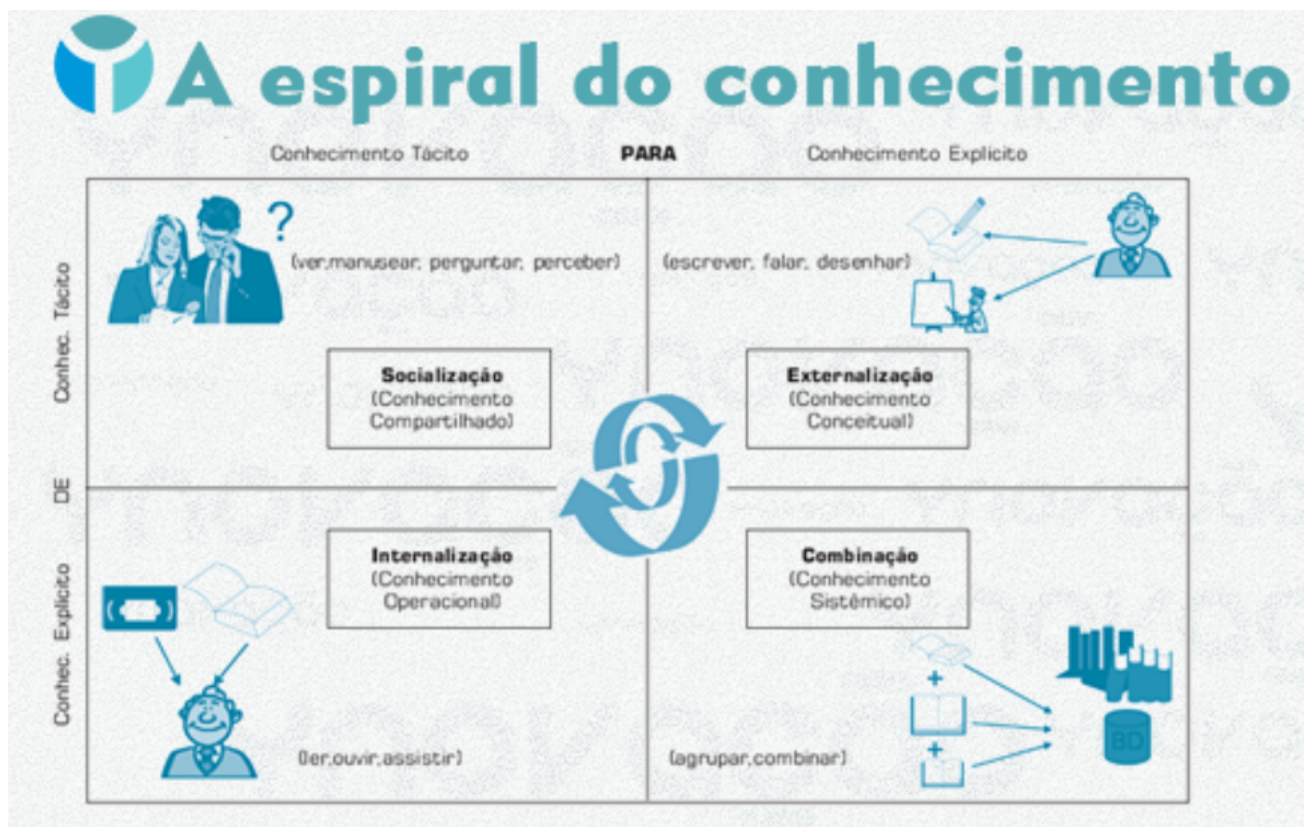 A espiral do conhecimento
Conhecimento Tácito PARA Conhecimento Explícito
Conhec. Tácito
DE
Conhec. Explícito
?
(ver,manusear, perguntar, perceber)
Socialização
(Conhecimento
Compartilhado)
(escrever, falar, desenhar)
Externalização
(Conhecimento
Conceitual)
Internalização
(Conhecimento
Operacional)
(ler,ouvir,assistir)
Combinação
(Conhecimento
Sistêmico)
+
+
BD
(agrupar,combinar)